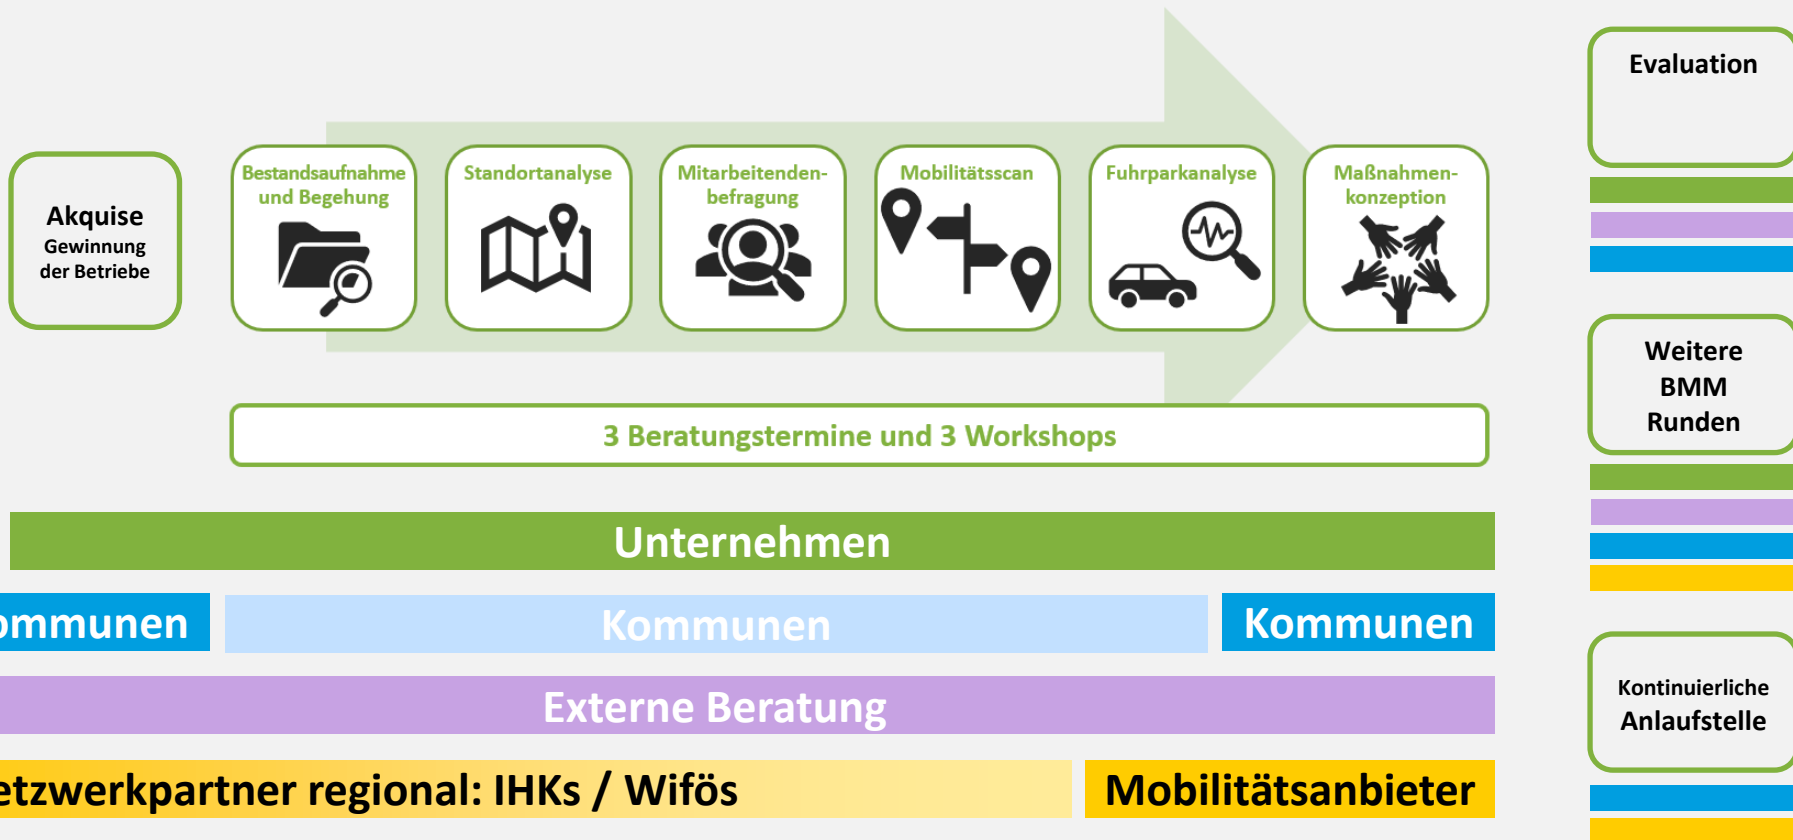 Akquise
Gewinnung
der Betriebe
Bestandsaufnahme
und Begehung
Standortanalyse
Mitarbeitenden-
befragung
Mobilitätsscan
Fuhrparkanalyse
Maßnahmen-
konzeption
3 Beratungstermine und 3 Workshops
Unternehmen
ommunen
Kommunen
Kommunen
Externe Beratung
etzwerkpartner regional: IHKs / Wifös
Mobilitätsanbieter
Evaluation
Weitere
BMM
Runden
Kontinuierliche
Anlaufstelle